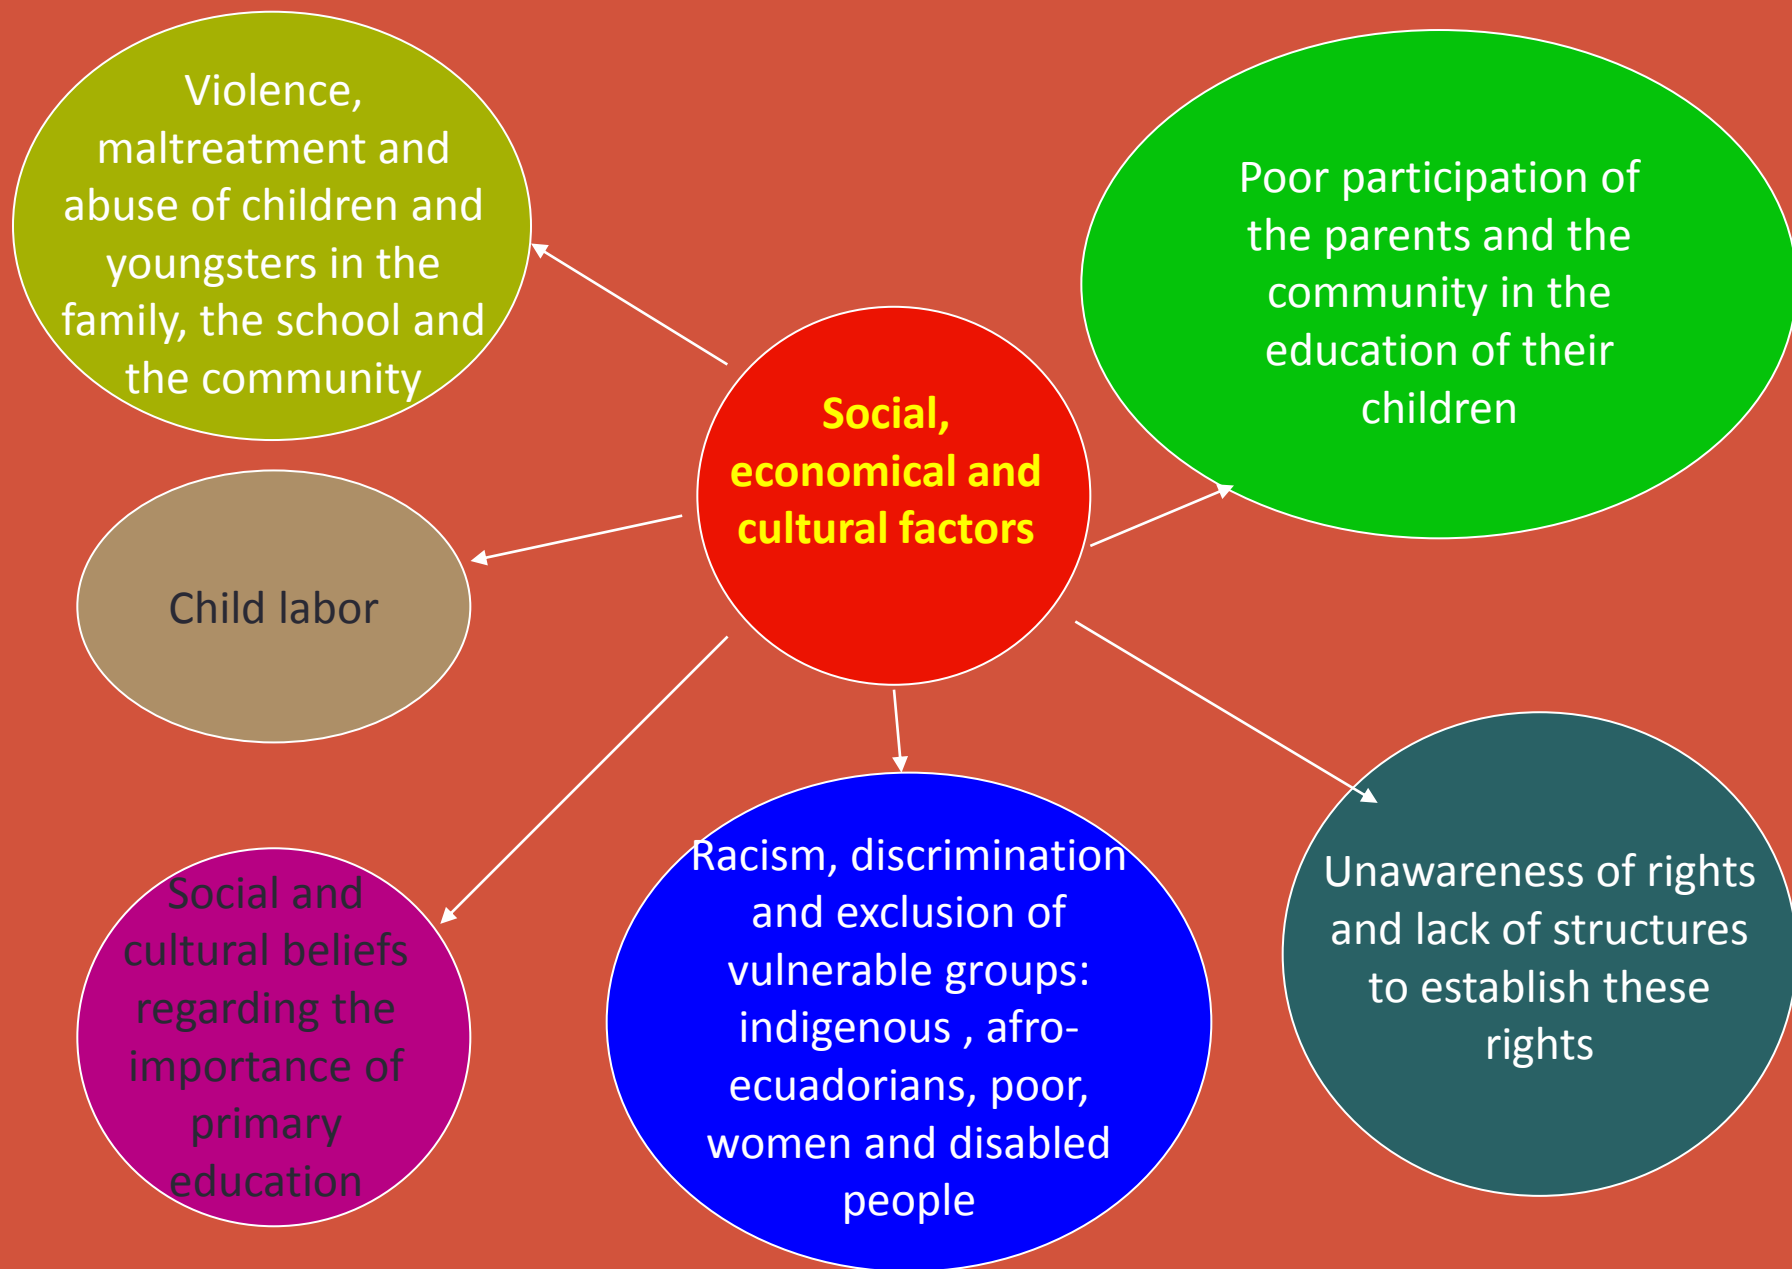 Violence,
maltreatment and
abuse of children and
youngsters in the
family, the school and
the community
Poor participation of
the parents and the
community in the
education of their
children
Social,
economical and
cultural factors
Child labor
Social and
cultural beliefs
regarding the
importance of
primary
education
Racism, discrimination
and exclusion of
vulnerable groups:
indigenous , afro-
ecuadorians, poor,
women and disabled
people
Unawareness of rights
and lack of structures
to establish these
rights